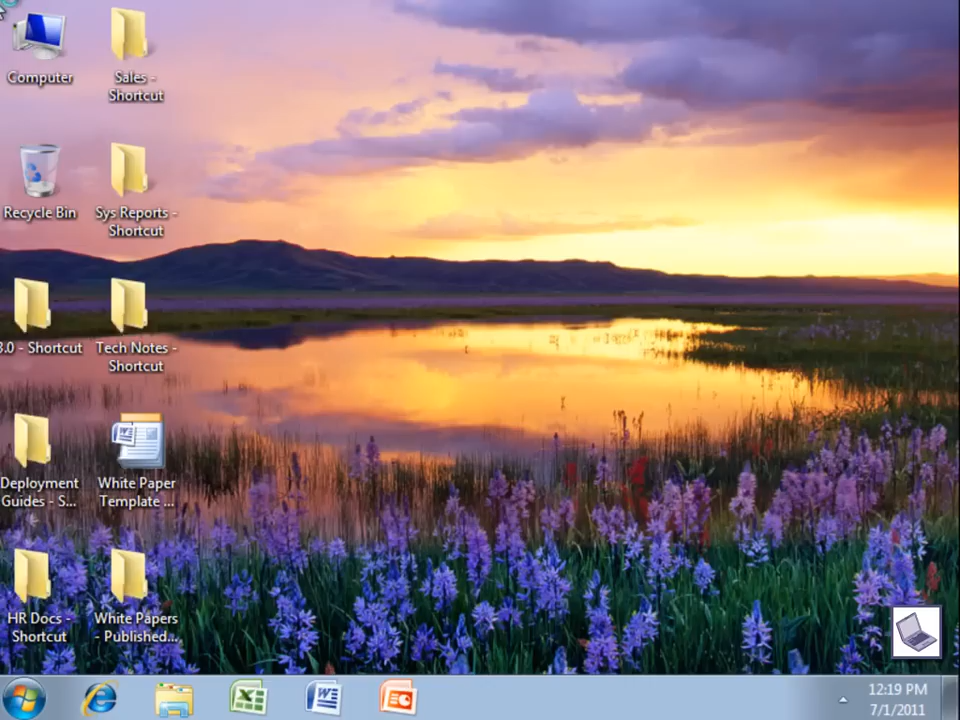 Computer
Sales -
Shortcut
Recycle Bin
Sys Reports -
Shortcut
3.0 - Shortcut
Tech Notes -
Shortcut
Deployment
Guides - S...
White Paper
Template ...
HR Docs -
Shortcut
White Papers
- Published...
12:19 PM
7/1/2011